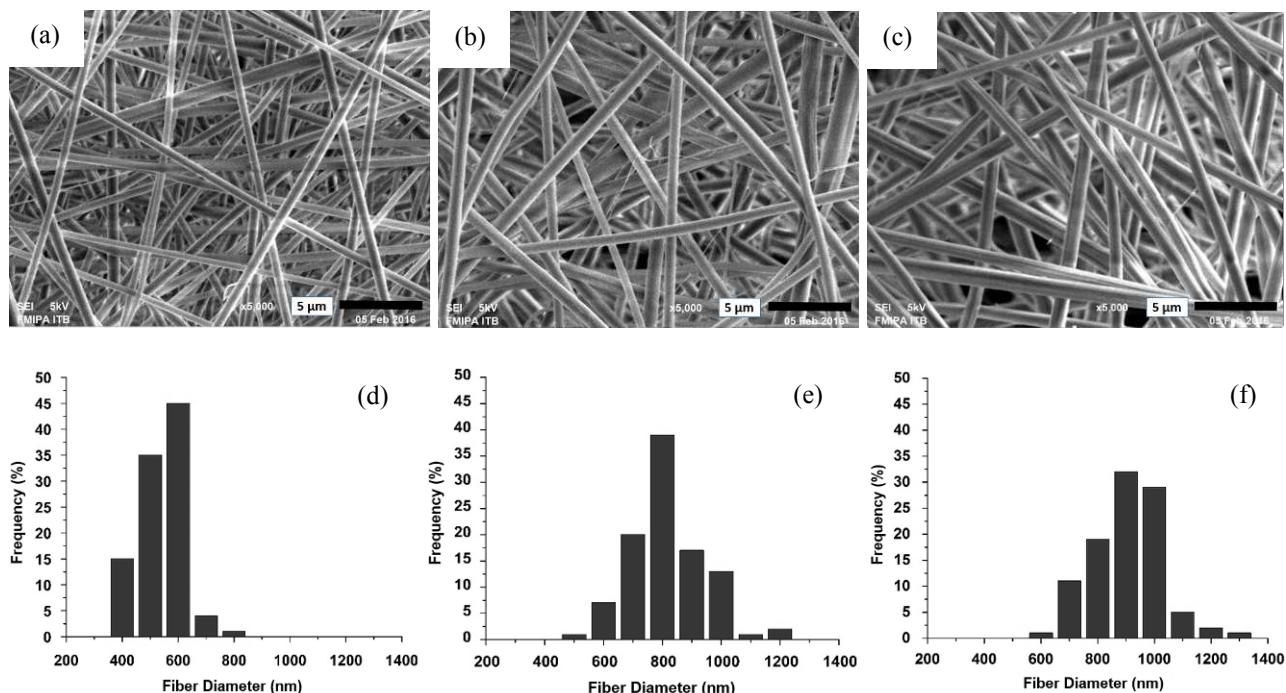 (a)
(b)
(c)
SEI 5kV x5,000 5 µm
FMIPA ITB 05 Feb 2016
SEI 5kV x5,000 5 µm
FMIPA ITB 05 Feb 2016
SEI 5kV x5,000 5 µm
FMIPA ITB 05 Feb 2016
(d)
50
45
40
35
30
25
20
15
10
5
0
Frequency (%)
200 400 600 800 1000 1200 1400
Fiber Diameter (nm)
(e)
50
45
40
35
30
25
20
15
10
5
0
Frequency (%)
200 400 600 800 1000 1200 1400
Fiber Diameter (nm)
(f)
50
45
40
35
30
25
20
15
10
5
0
Frequency (%)
200 400 600 800 1000 1200 1400
Fiber Diameter (nm)